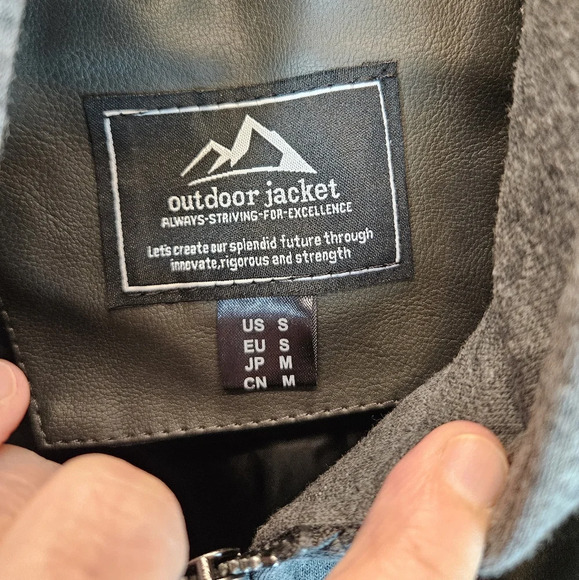 outdoor jacket
ALWAYS-STRIVING-FOR-EXCELLENCE
Let's create our splendid future through
innovate,rigorous and strength
US S
EU S
JP M
CN M